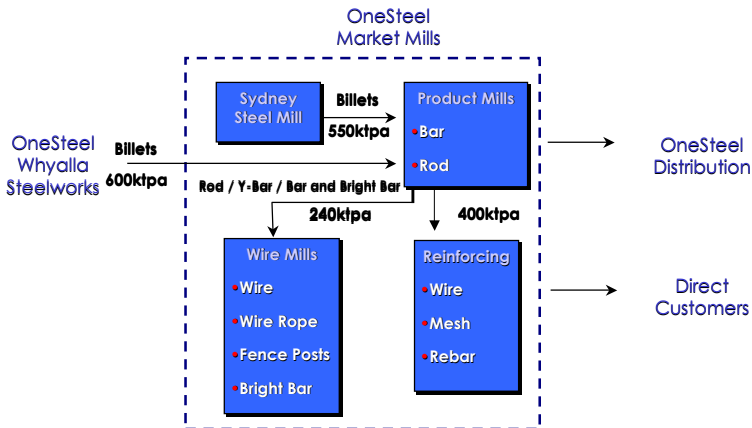 OneSteel
Market Mills
Sydney
Steel Mill
Billets
550ktpa
Product Mills
•Bar
•Rod
OneSteel
Whyalla
Steelworks
Billets
600ktpa
OneSteel
Distribution
Rod / Y-Bar / Bar and Bright Bar
240ktpa
400ktpa
Wire Mills
•Wire
•Wire Rope
•Fence Posts
•Bright Bar
Reinforcing
•Wire
•Mesh
•Rebar
Direct
Customers